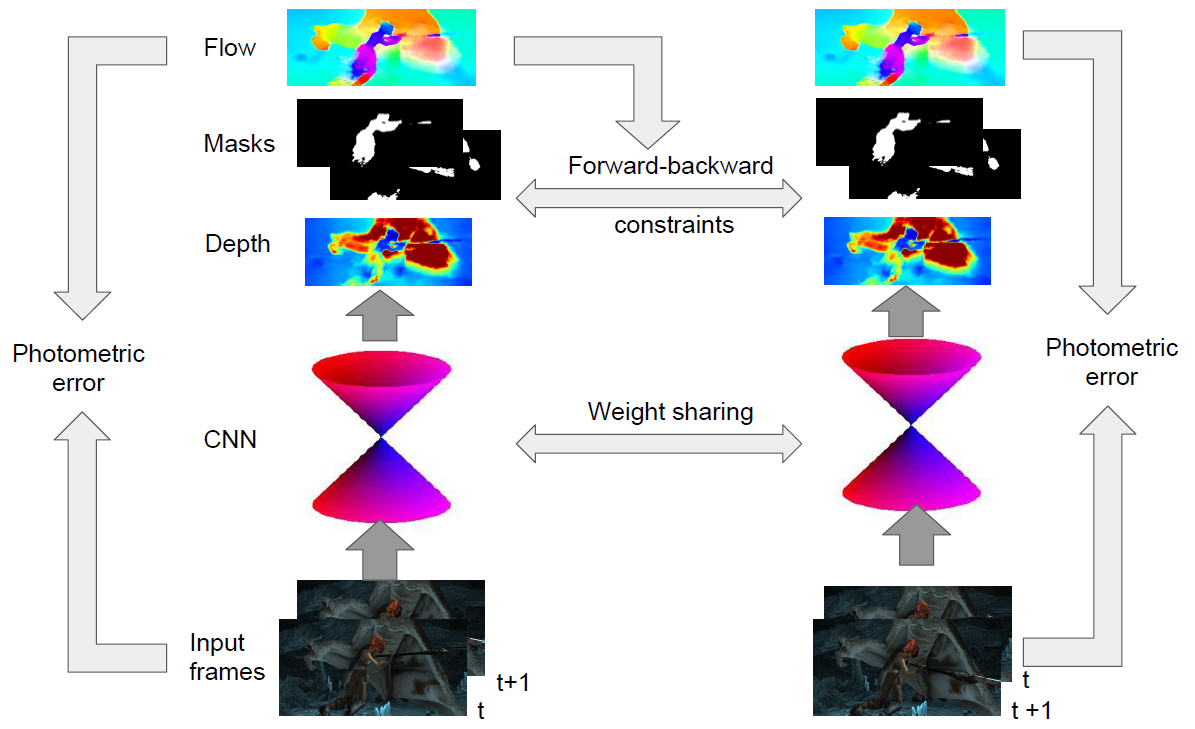 Flow
Masks
Forward-backward
constraints
Depth
Photometric
error
Photometric
error
CNN
Weight sharing
Input
frames
t+1
t
t
t +1